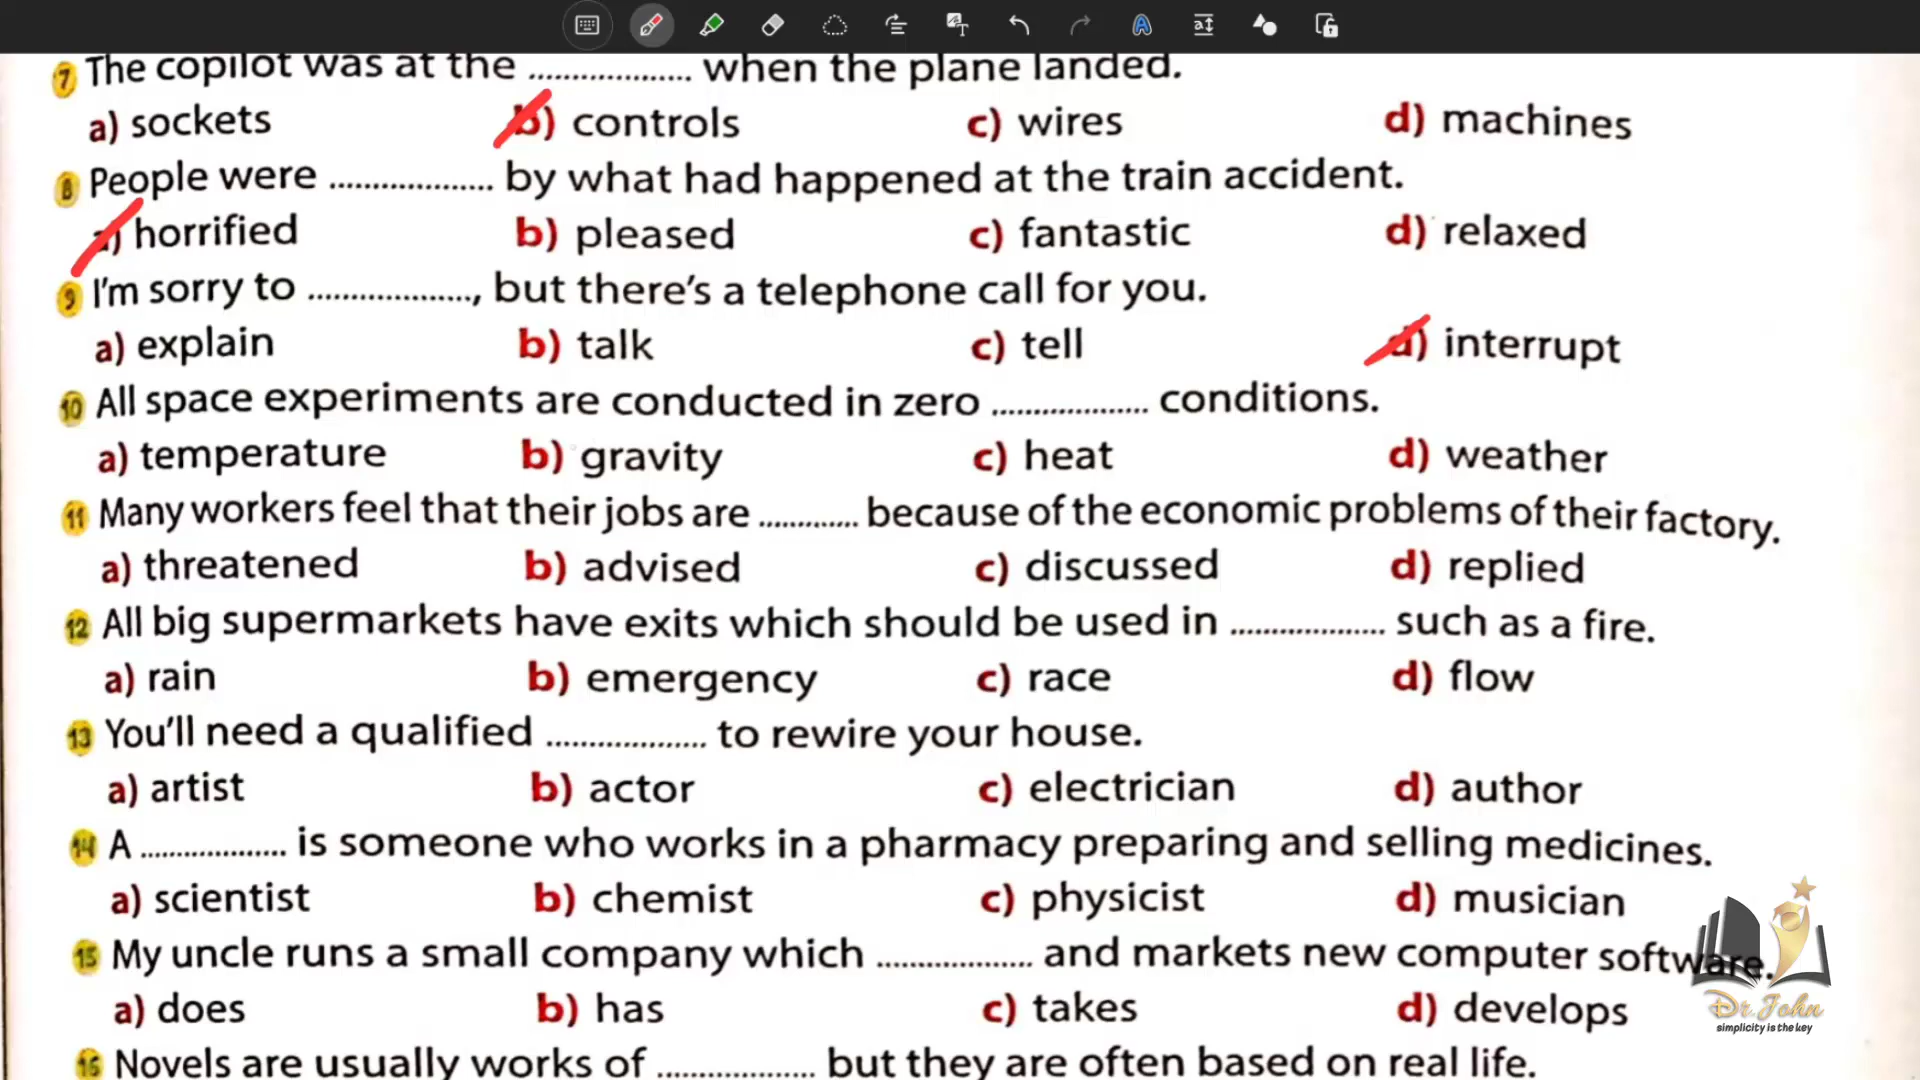 7 The copilot was at the ................... when the plane landed.
a) sockets b) controls c) wires d) machines
8 People were ................... by what had happened at the train accident.
a) horrified b) pleased c) fantastic d) relaxed
9 I'm sorry to ..................., but there's a telephone call for you.
a) explain b) talk c) tell d) interrupt
10 All space experiments are conducted in zero ................... conditions.
a) temperature b) gravity c) heat d) weather
11 Many workers feel that their jobs are ............. because of the economic problems of their factory.
a) threatened b) advised c) discussed d) replied
12 All big supermarkets have exits which should be used in ................... such as a fire.
a) rain b) emergency c) race d) flow
13 You'll need a qualified ................... to rewire your house.
a) artist b) actor c) electrician d) author
14 A ................... is someone who works in a pharmacy preparing and selling medicines.
a) scientist b) chemist c) physicist d) musician
15 My uncle runs a small company which ................... and markets new computer software.
a) does b) has c) takes d) develops
Dr.John
simplicity is the key
16 Novels are usually works of ................... but they are often based on real life.